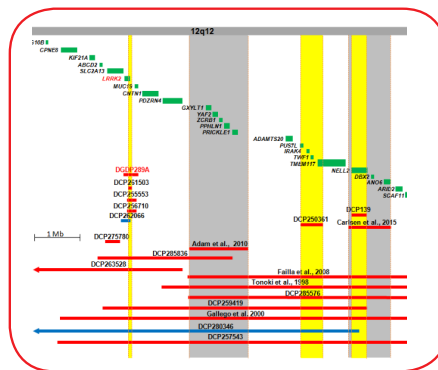 12q12
CPNE8
KIF21A
ABCD2
SLC2A13
LRRK2
MUC15
CNTN1
PDZRN4
GXYLT1
YAF2
ZCRB1
PPHLN1
PRICKLE1
ADAMTS20
PUS7L
IRAK4
TWF1
TMEM117
NELL2
DBX2
ANO6
ARID2
SCAF11
DGDP289A
DCP261503
DCP255553
DCP256710
DCP262066
DCP139
DCP250361
Carlsen et al., 2015
1 Mb
DCP275780
Adam et al., 2010
DCP285836
DCP263528
Failla et al., 2008
Tonoki et al., 1998
DCP285576
DCP259419
Gallego et al. 2000
DCP280346
DCP257543